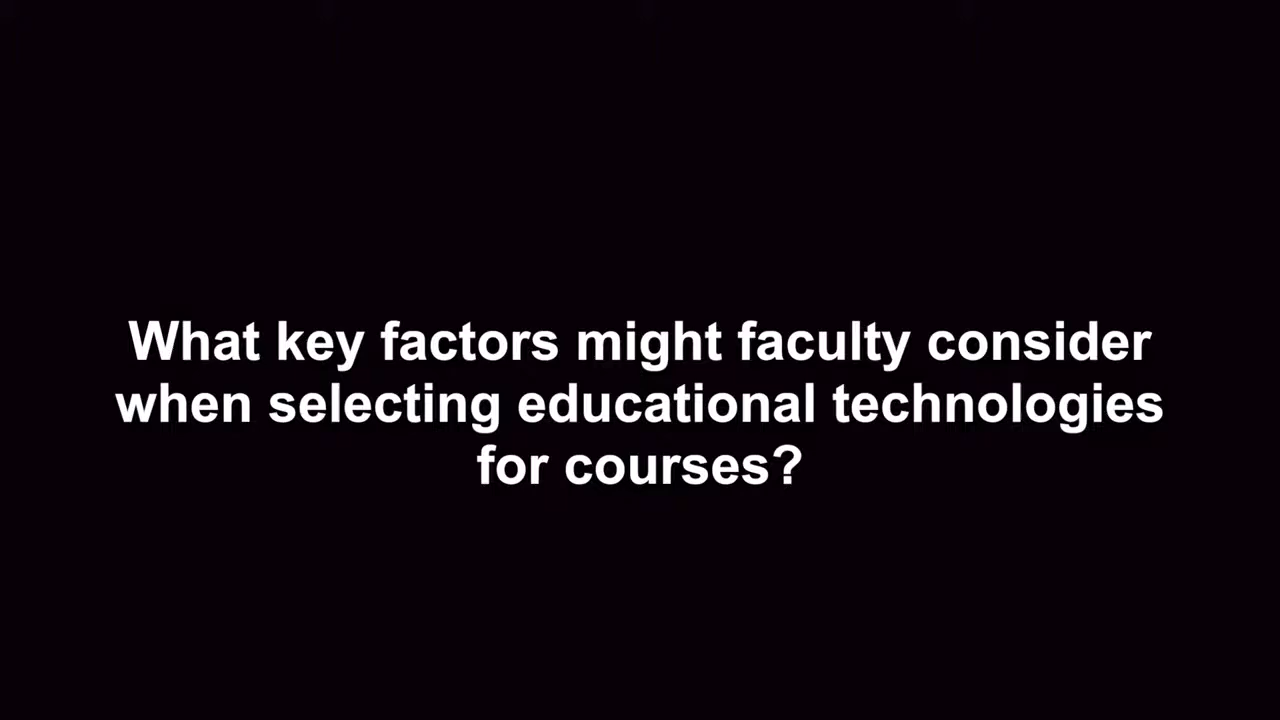 What key factors might faculty consider
when selecting educational technologies
for courses?